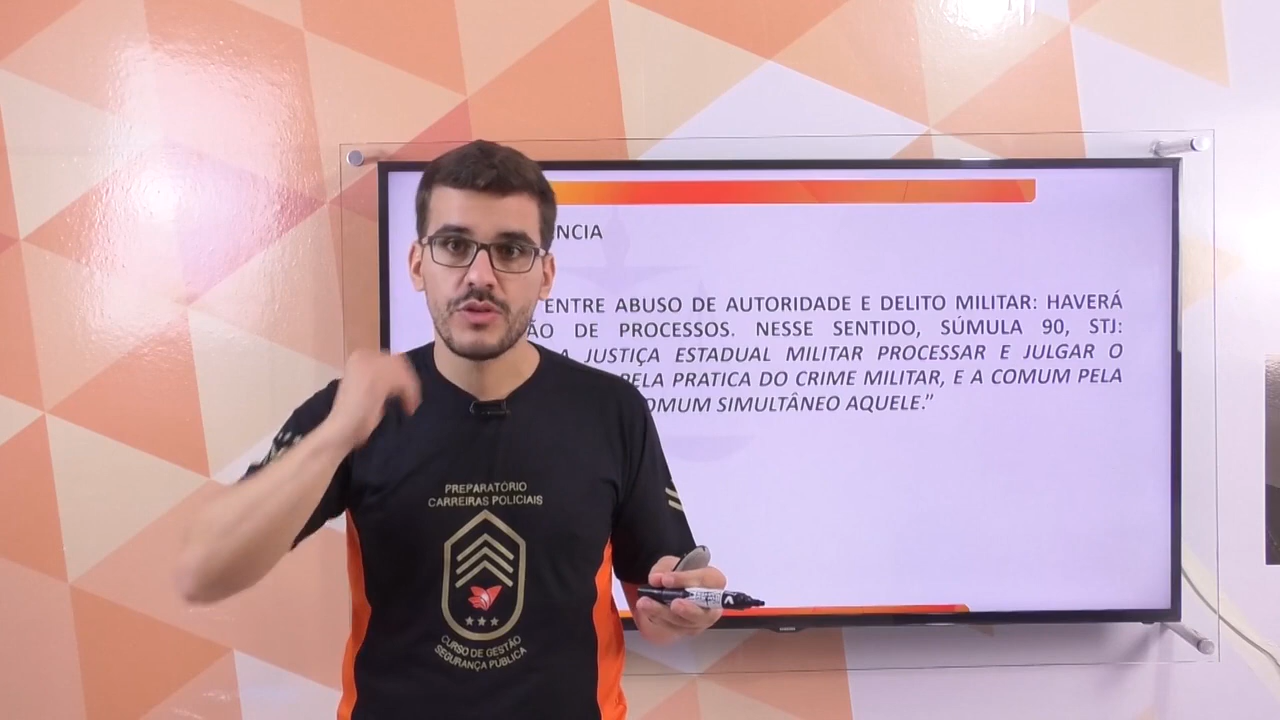 NCIA
ENTRE ABUSO DE AUTORIDADE E DELITO MILITAR: HAVERÁ
ÃO DE PROCESSOS. NESSE SENTIDO, SÚMULA 90, STJ:
A JUSTIÇA ESTADUAL MILITAR PROCESSAR E JULGAR O
PELA PRATICA DO CRIME MILITAR, E A COMUM PELA
OMUM SIMULTÂNEO AQUELE.”
PREPARATÓRIO
CARREIRAS POLICIAIS
CURSO DE GESTÃO
SEGURANÇA PÚBLICA